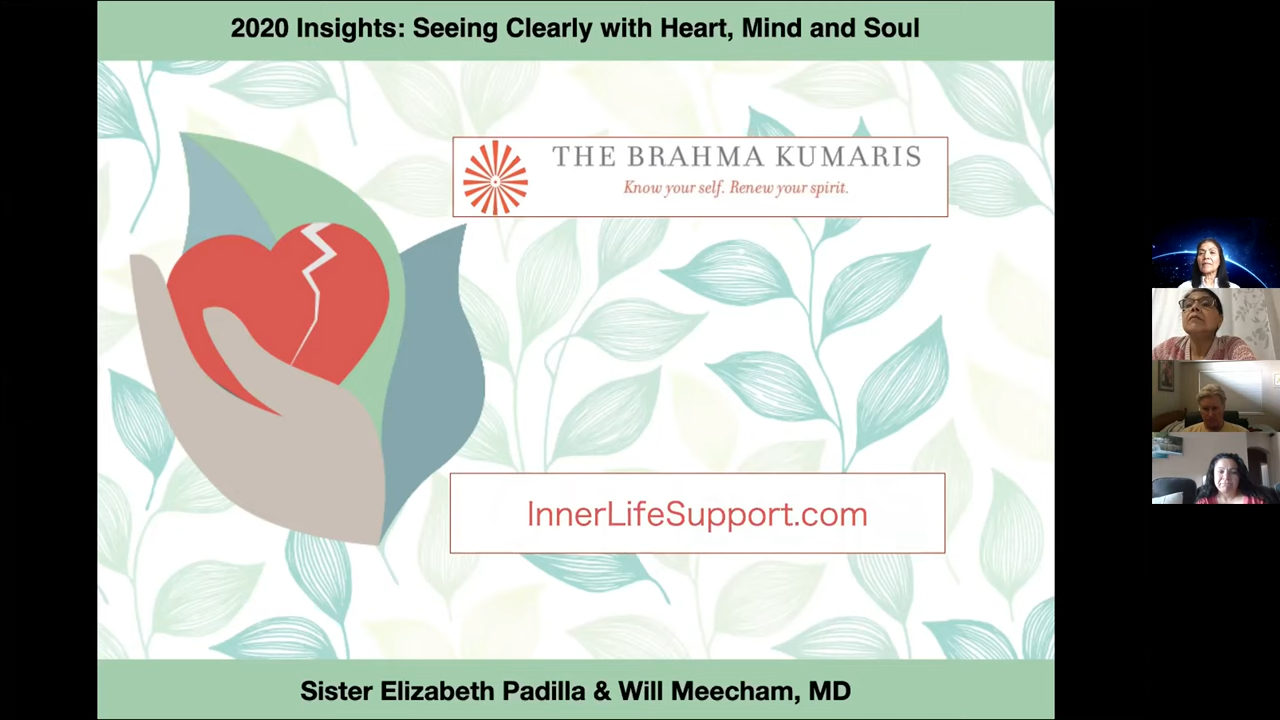 2020 Insights: Seeing Clearly with Heart, Mind and Soul
THE BRAHMA KUMARIS
Know your self. Renew your spirit.
InnerLifeSupport.com
Sister Elizabeth Padilla & Will Meecham, MD